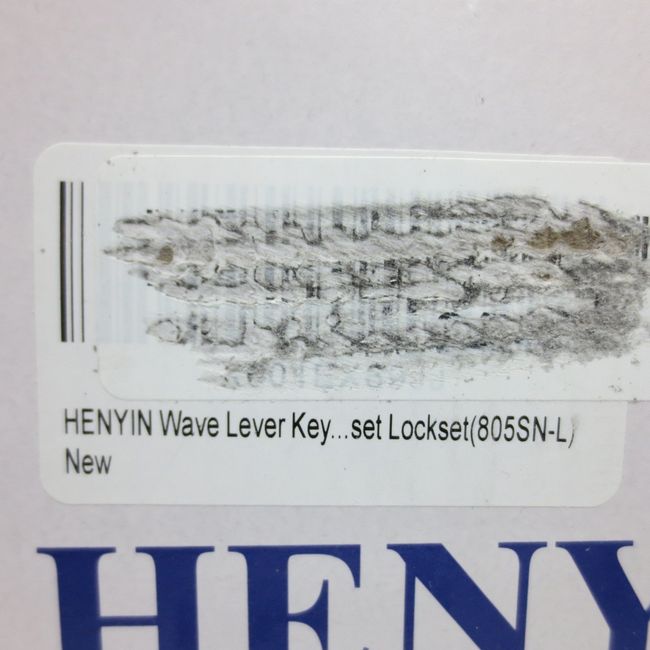 HENYIN Wave Lever Key...set Lockset(805SN-L)
New
HENY